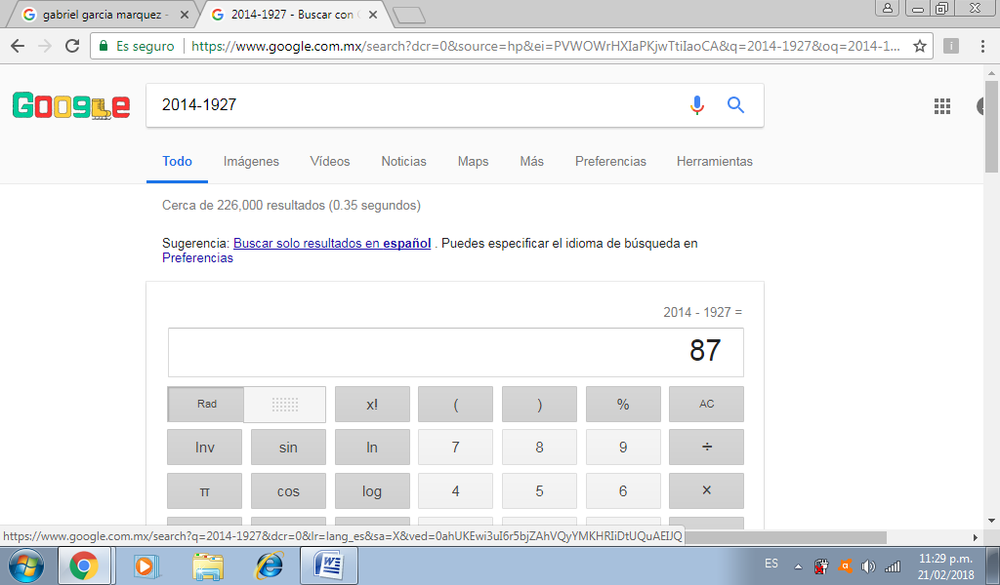 gabriel garcia marquez -
2014-1927 - Buscar con
Es seguro
https://www.google.com.mx/search?dcr=0&source=hp&ei=PVWOWrHXIaPKjwTtiIaoCA&q=2014-1927&oq=2014-1...
Google
2014-1927
Todo Imágenes Vídeos Noticias Maps Más Preferencias Herramientas
Cerca de 226,000 resultados (0.35 segundos)
Sugerencia: Buscar solo resultados en español . Puedes especificar el idioma de búsqueda en
Preferencias
2014 - 1927 =
87
Rad x! ( ) % AC
Inv sin ln 7 8 9 ÷
π cos log 4 5 6 ×
https://www.google.com.mx/search?q=2014-1927&dcr=0&lr=lang_es&sa=X&ved=0ahUKEwi3uI6r5bjZAhVQyYMKHRIiDtUQuAEIJQ
ES
11:29 p.m.
21/02/2018